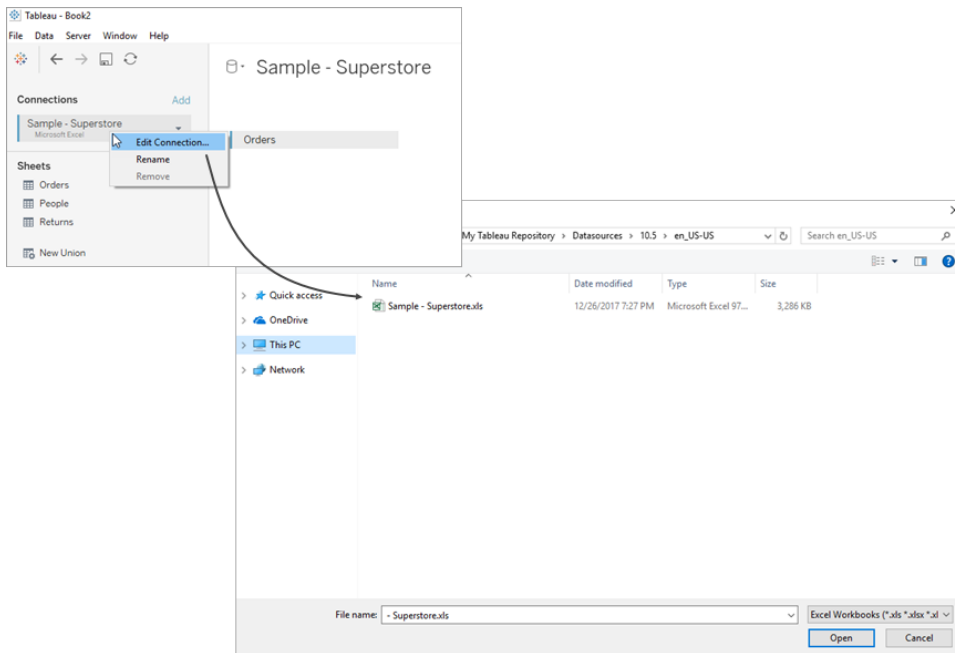 Tableau - Book2
File Data Server Window Help
Sample - Superstore
Connections Add
Sample - Superstore
Microsoft Excel
Edit Connection...
Rename
Remove
Orders
Sheets
Orders
People
Returns
New Union
My Tableau Repository > Datasources > 10.5 > en_US-US
Search en_US-US
Name Date modified Type Size
Sample - Superstore.xls 12/26/2017 7:27 PM Microsoft Excel 97... 3,286 KB
Quick access
OneDrive
This PC
Network
File name: - Superstore.xls Excel Workbooks (*.xls *.xlsx *.xl
Open Cancel